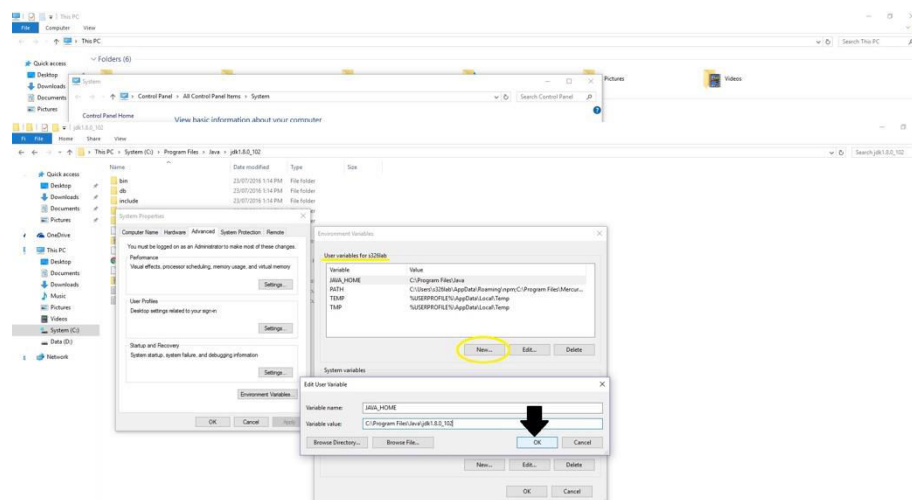 This PC
File Computer View
This PC
Search This PC
Quick access
Desktop
Downloads
Documents
Pictures
Folders (6)
Pictures
Videos
System
Control Panel > All Control Panel Items > System
Search Control Panel
Control Panel Home
View basic information about your computer
jdk1.8.0_102
File Home Share View
This PC > System (C:) > Program Files > Java > jdk1.8.0_102
Search jdk1.8.0_102
Name Date modified Type Size
bin 23/07/2016 1:14 PM File folder
db 23/07/2016 1:14 PM File folder
include 23/07/2016 1:14 PM File folder
Quick access
Desktop
Downloads
Documents
Pictures
OneDrive
This PC
Desktop
Documents
Downloads
Music
Pictures
Videos
System (C:)
Data (D:)
Network
System Properties
Computer Name Hardware Advanced System Protection Remote
You must be logged on as an Administrator to make most of these changes.
Performance
Visual effects, processor scheduling, memory usage, and virtual memory
Settings...
User Profiles
Desktop settings related to your sign-in
Settings...
Startup and Recovery
System startup, system failure, and debugging information
Settings...
Environment Variables...
OK Cancel
Environment Variables
User variables for s326lab
Variable Value
JAVA_HOME C:\Program Files\Java
PATH C:\Users\s326lab\AppData\Roaming\npm;C:\Program Files\Mercur...
TEMP %USERPROFILE%\AppData\Local\Temp
TMP %USERPROFILE%\AppData\Local\Temp
New... Edit... Delete
System variables
Edit User Variable
Variable name: JAVA_HOME
Variable value: C:\Program Files\Java\jdk1.8.0_102
Browse Directory... Browse File... OK Cancel
New... Edit... Delete
OK Cancel